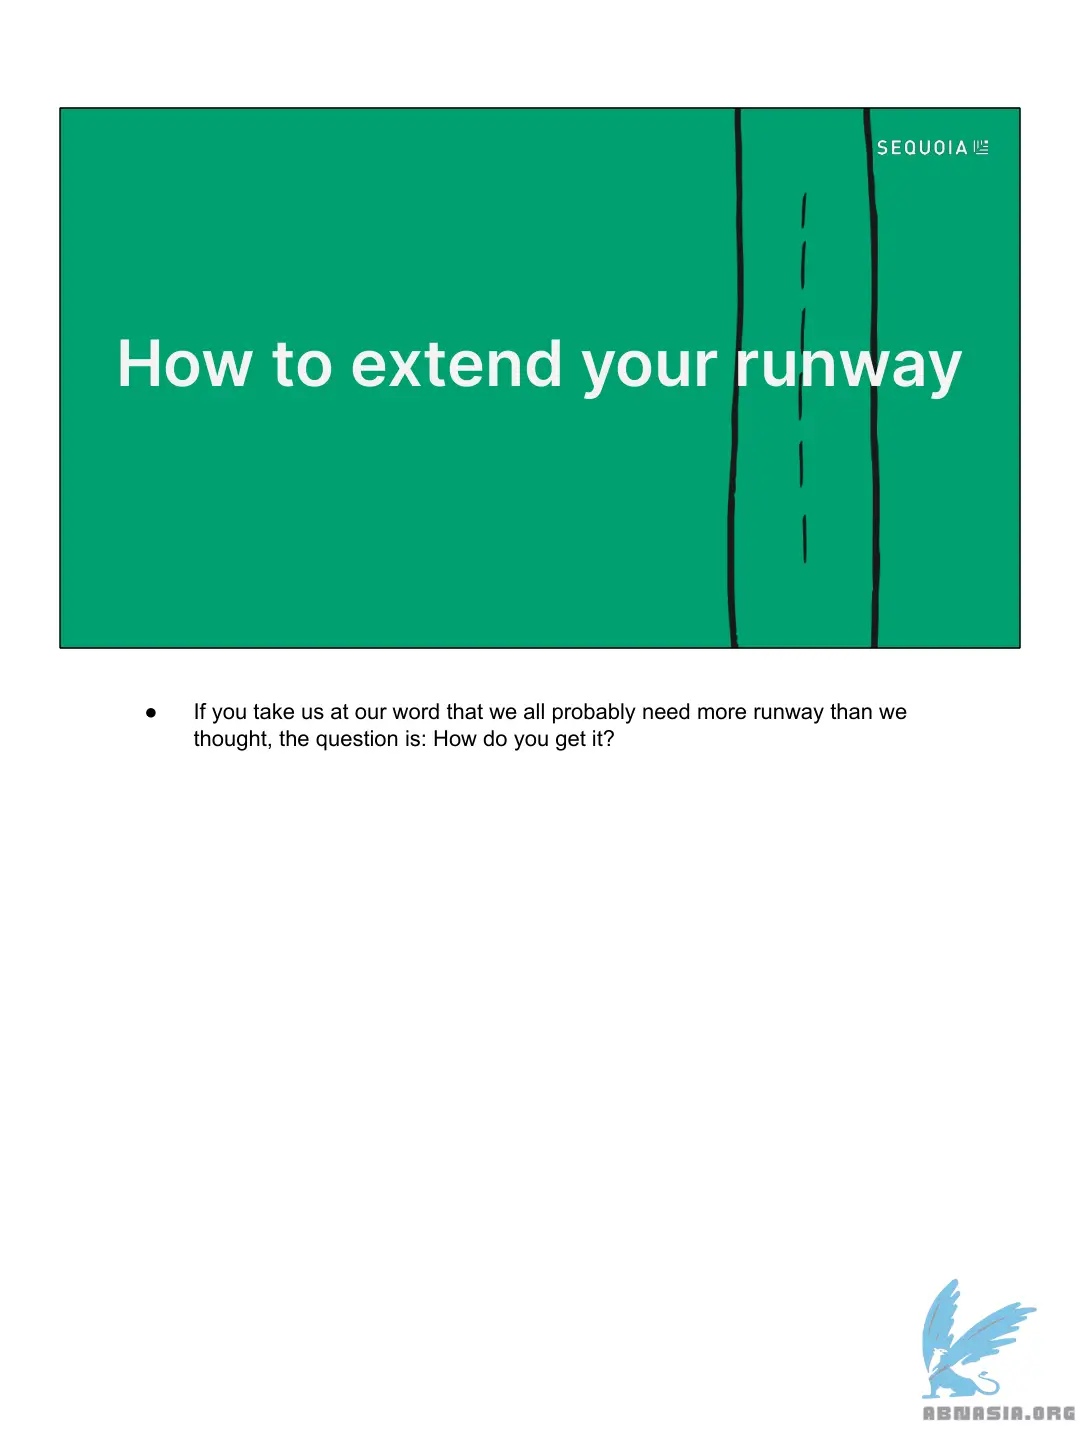 SEQUOIA
How to extend your runway
● If you take us at our word that we all probably need more runway than we
thought, the question is: How do you get it?
ABNASIA.ORG